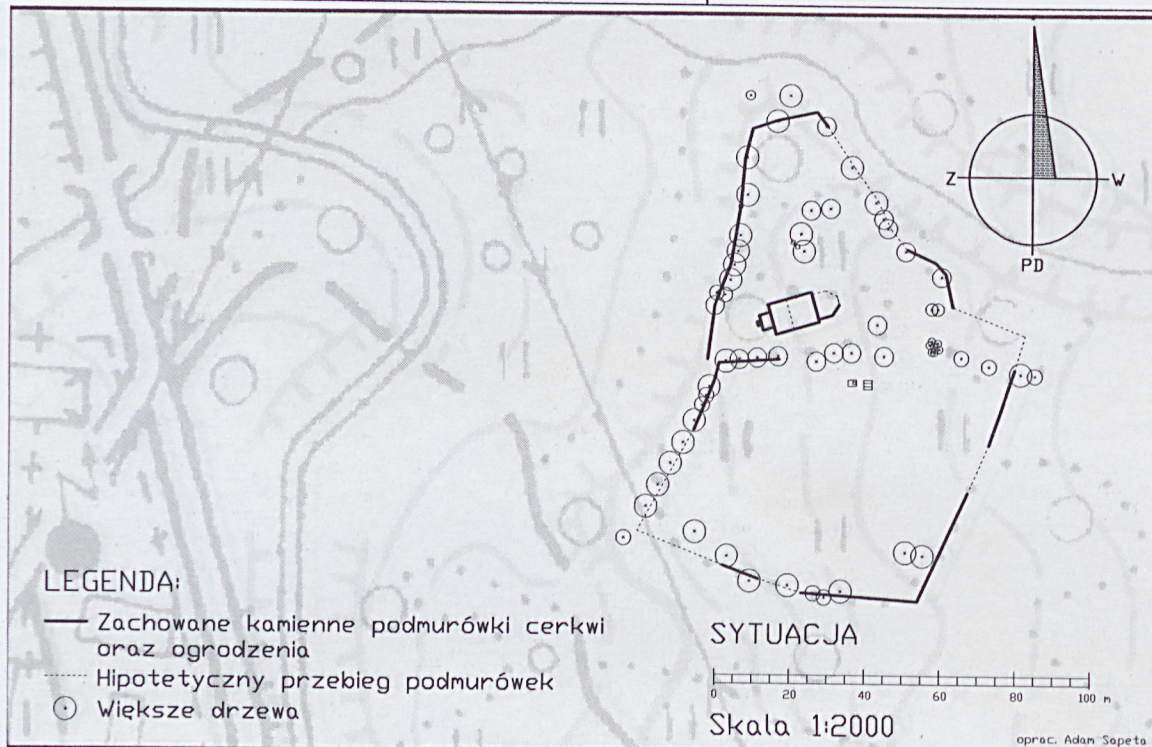 Z
W
PD
LEGENDA:
Zachowane kamienne podmurówki cerkwi
oraz ogrodzenia
Hipotetyczny przebieg podmurówek
Większe drzewa
SYTUACJA
0 20 40 60 80 100 m
Skala 1:2000
oprac. Adam Sapeta